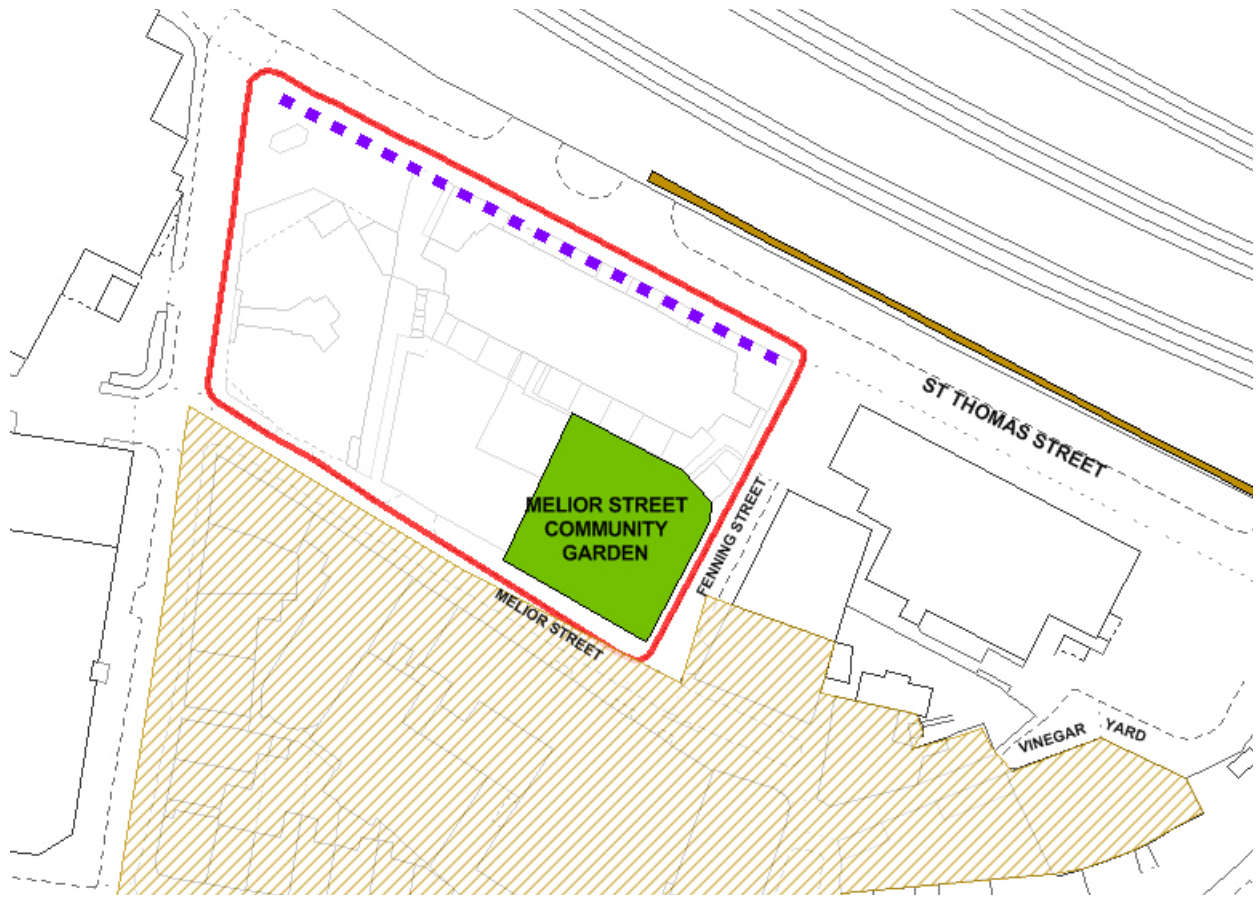 ST THOMAS STREET
MELIOR STREET
COMMUNITY
GARDEN
FENNING STREET
MELIOR STREET
VINEGAR YARD